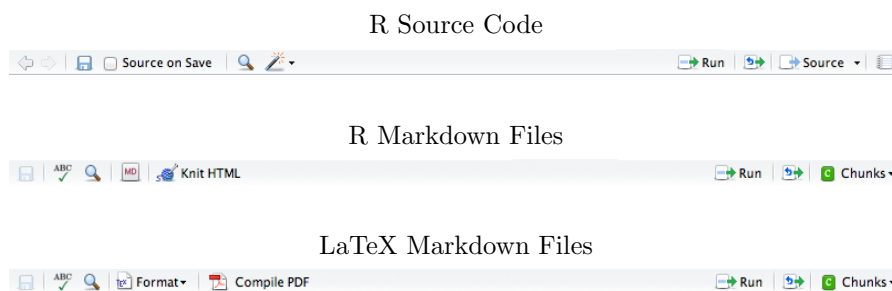 R Source Code
Source on Save Run Source
R Markdown Files
ABC MD Knit HTML Run C Chunks
LaTeX Markdown Files
ABC TEX Format Compile PDF Run C Chunks